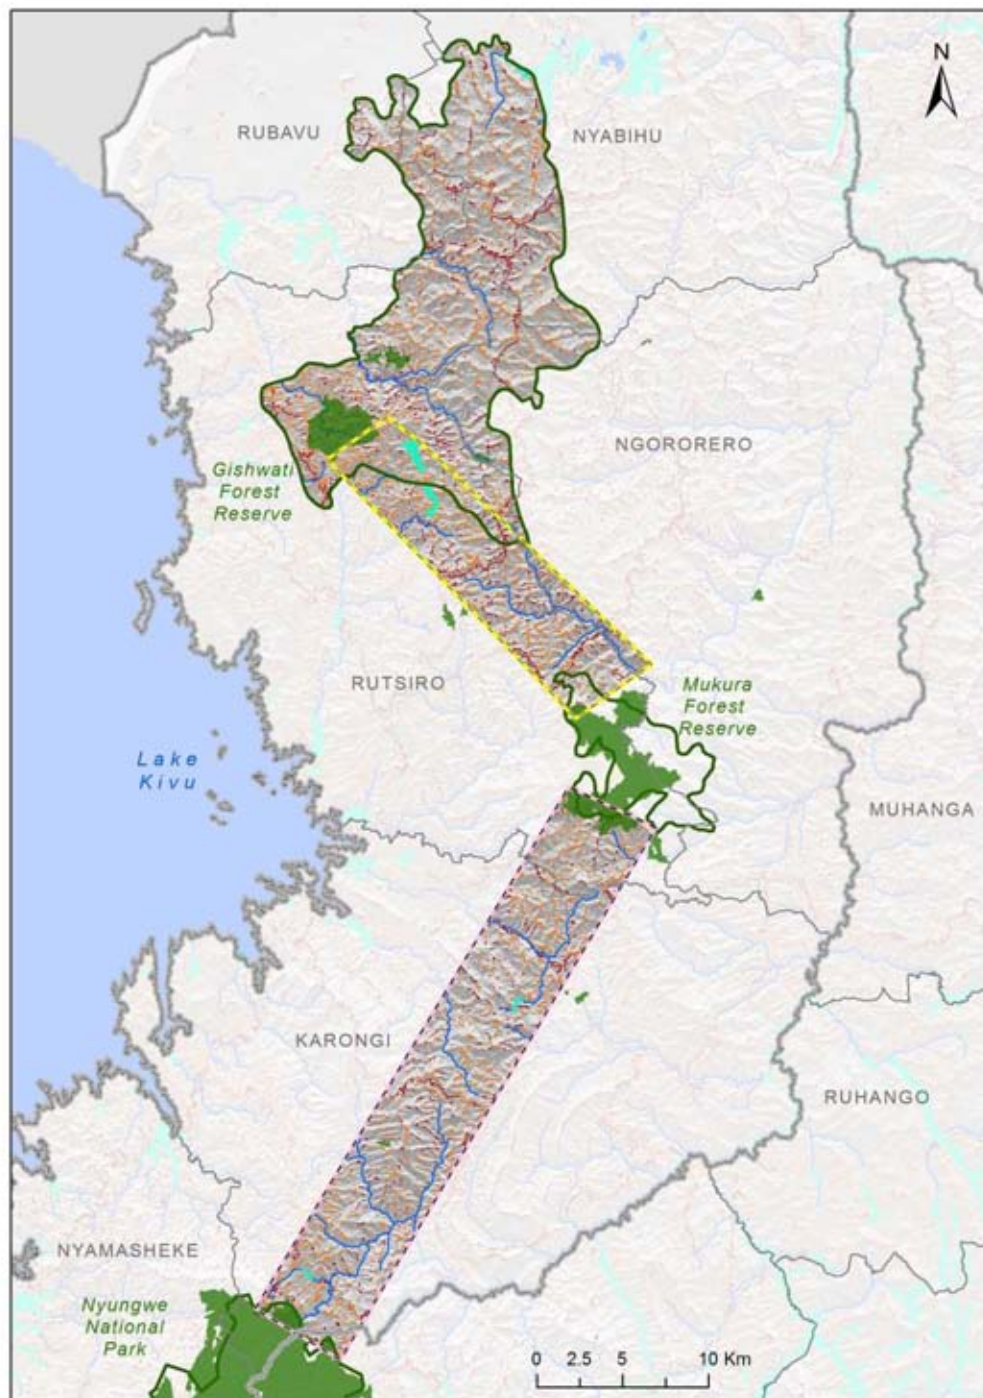 N
RUBAVU
NYABIHU
NGORORERO
Gishwati
Forest
Reserve
RUTSIRO
Mukura
Forest
Reserve
Lake
Kivu
MUHANGA
KARONGI
RUHANGO
NYAMASHEKE
Nyungwe
National
Park
0 2.5 5 10 Km